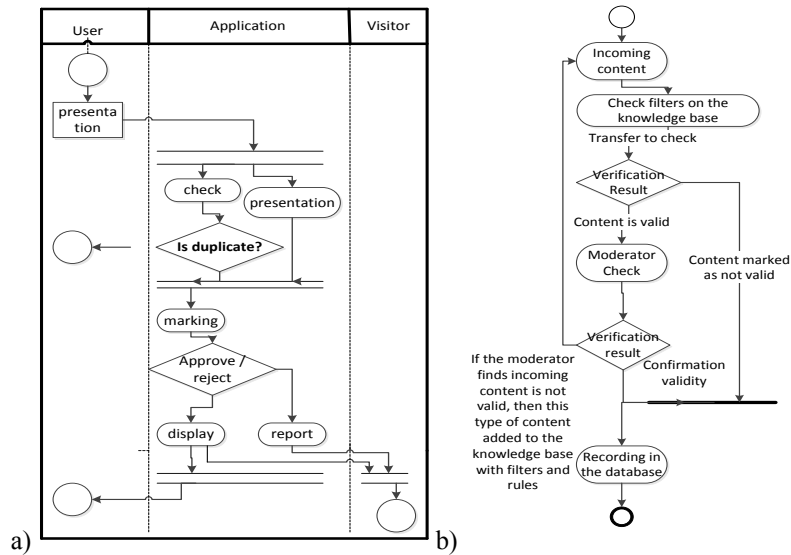 User
Application
Visitor
presenta
tion
check
presentation
Is duplicate?
marking
Approve /
reject
display
report
a)
Incoming
content
Check filters on the
knowledge base
Transfer to check
Verification
Result
Content is valid
Content marked
as not valid
Moderator
Check
Verification
result
Confirmation
validity
If the moderator
finds incoming
content is not
valid, then this
type of content
added to the
knowledge base
with filters and
rules
Recording in
the database
b)